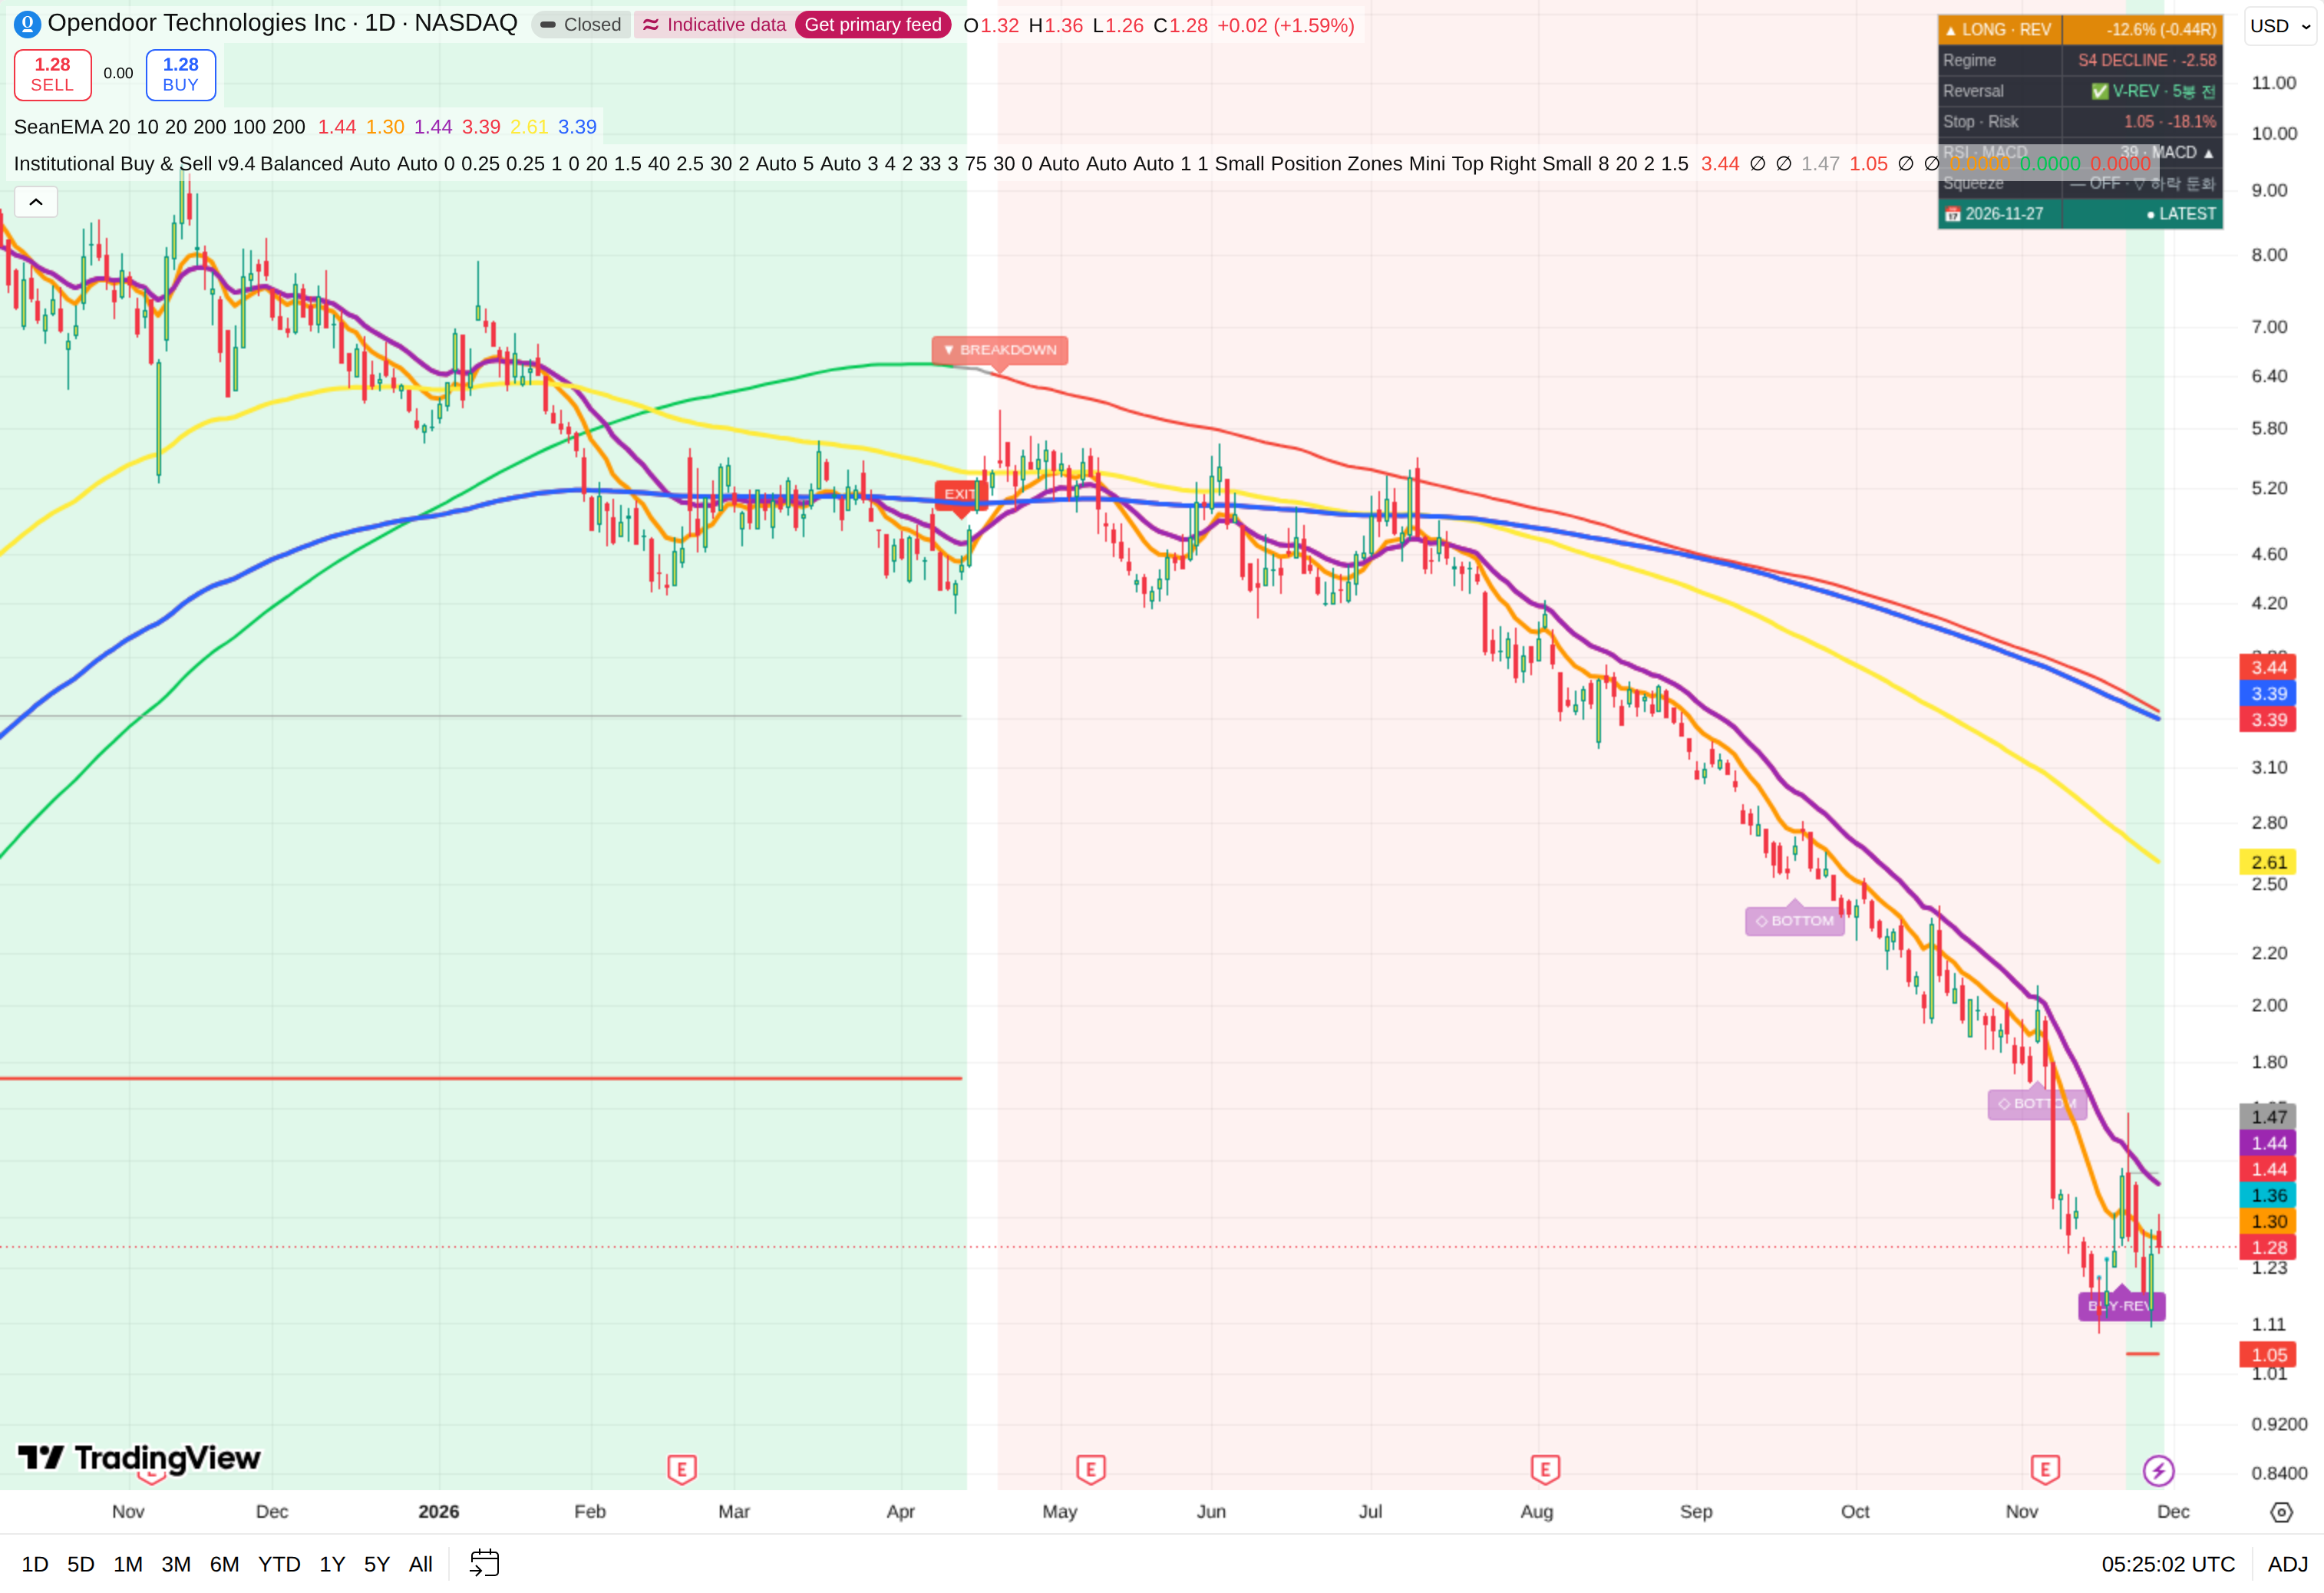 Opendoor Technologies Inc · 1D · NASDAQ Closed Indicative data Get primary feed O1.32 H1.36 L1.26 C1.28 +0.02 (+1.59%)
1.28 SELL 0.00 1.28 BUY
SeanEMA 20 10 20 200 100 200 1.44 1.30 1.44 3.39 2.61 3.39
Institutional Buy & Sell v9.4 Balanced Auto Auto 0 0.25 0.25 1 0 20 1.5 40 2.5 30 2 Auto 5 Auto 3 4 2 33 3 75 30 0 Auto Auto Auto 1 1 Small Position Zones Mini Top Right Small 8 20 2 1.5 3.44 ∅ ∅ 1.47 1.05 ∅ ∅ 0.0000 0.0000 0.0000
▲ LONG · REV -12.6% (-0.44R)
Regime S4 DECLINE · -2.58
Reversal ✅ V-REV · 5봉 전
Stop · Risk 1.05 · -18.1%
RSI · MACD 39 · MACD ▲
Squeeze — OFF · ▽ 하락 둔화
📅 2026-11-27 ● LATEST
USD
11.00
10.00
9.00
8.00
7.00
6.40
5.80
5.20
4.60
4.20
3.44
3.39
3.39
3.10
2.80
2.61
2.50
2.20
2.00
1.80
1.47
1.44
1.44
1.36
1.30
1.28
1.23
1.11
1.05
1.01
0.9200
0.8400
▼ BREAKDOWN
EXIT
◇ BOTTOM
◇ BOTTOM
BUY-REV
TradingView
E E E E
Nov Dec 2026 Feb Mar Apr May Jun Jul Aug Sep Oct Nov Dec
1D 5D 1M 3M 6M YTD 1Y 5Y All
05:25:02 UTC ADJ